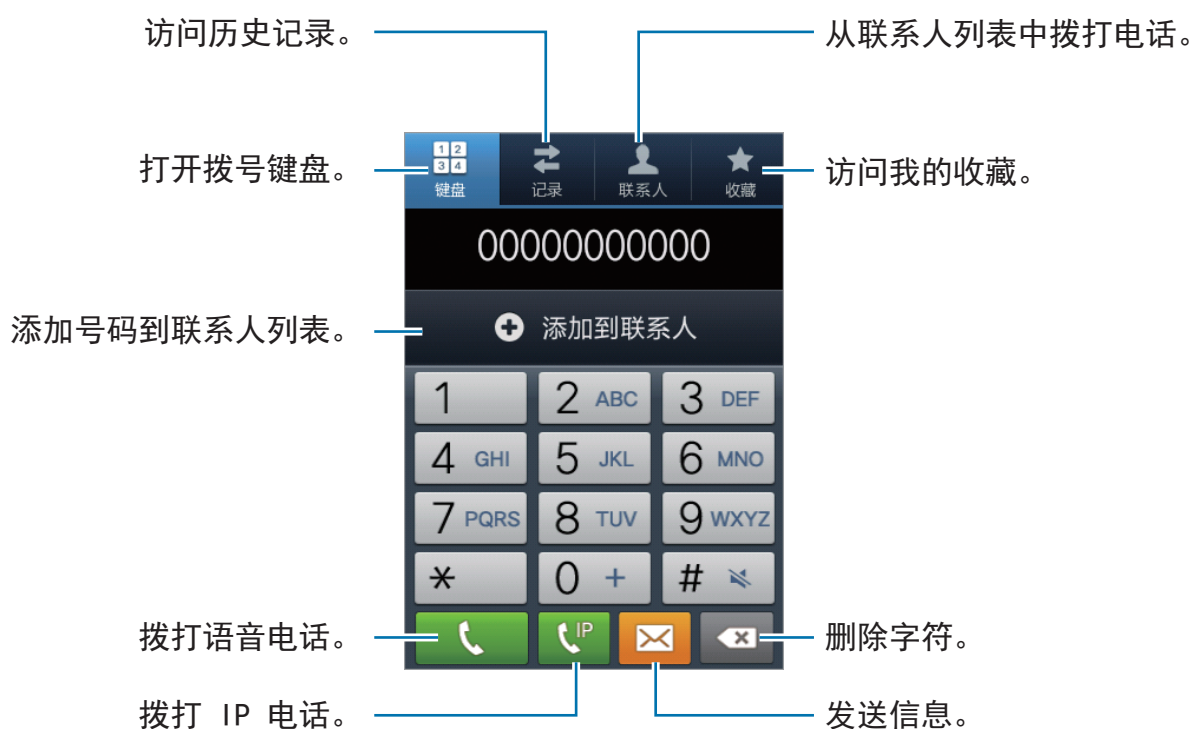 访问历史记录。
从联系人列表中拨打电话。
打开拨号键盘。
访问我的收藏。
1 2
3 4
键盘
记录
联系人
收藏
00000000000
添加号码到联系人列表。
添加到联系人
1
2 ABC
3 DEF
4 GHI
5 JKL
6 MNO
7 PQRS
8 TUV
9 WXYZ
*
0 +
#
拨打语音电话。
IP
删除字符。
拨打 IP 电话。
发送信息。